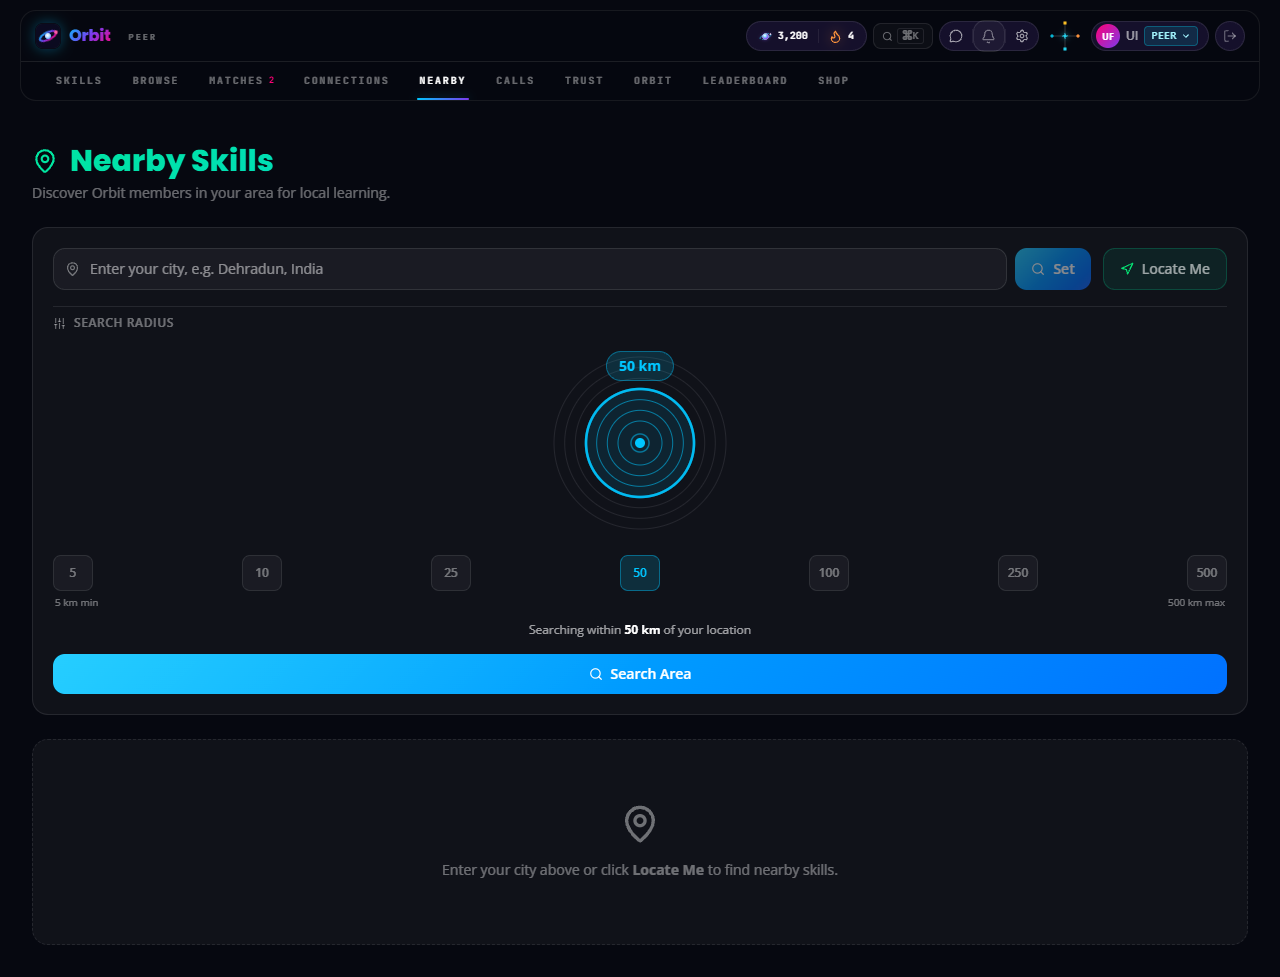 Orbit PEER
3,200 4 ⌘K UF UI PEER
SKILLS BROWSE MATCHES 2 CONNECTIONS NEARBY CALLS TRUST ORBIT LEADERBOARD SHOP
Nearby Skills
Discover Orbit members in your area for local learning.
Enter your city, e.g. Dehradun, India Set Locate Me
SEARCH RADIUS
50 km
5 10 25 50 100 250 500
5 km min 500 km max
Searching within 50 km of your location
Search Area
Enter your city above or click Locate Me to find nearby skills.